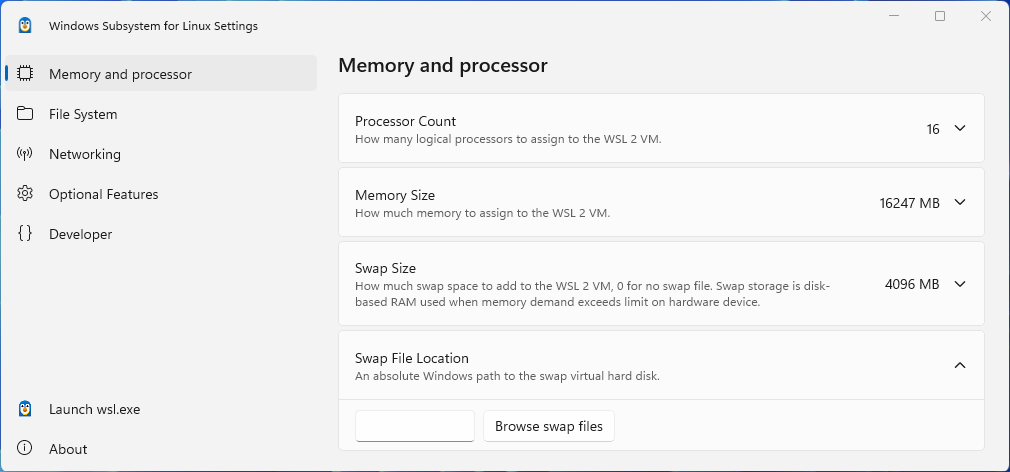 Windows Subsystem for Linux Settings
Memory and processor
File System
Networking
Optional Features
Developer
Launch wsl.exe
About
Memory and processor
Processor Count
How many logical processors to assign to the WSL 2 VM.
16
Memory Size
How much memory to assign to the WSL 2 VM.
16247 MB
Swap Size
How much swap space to add to the WSL 2 VM, 0 for no swap file. Swap storage is disk-
based RAM used when memory demand exceeds limit on hardware device.
4096 MB
Swap File Location
An absolute Windows path to the swap virtual hard disk.
Browse swap files